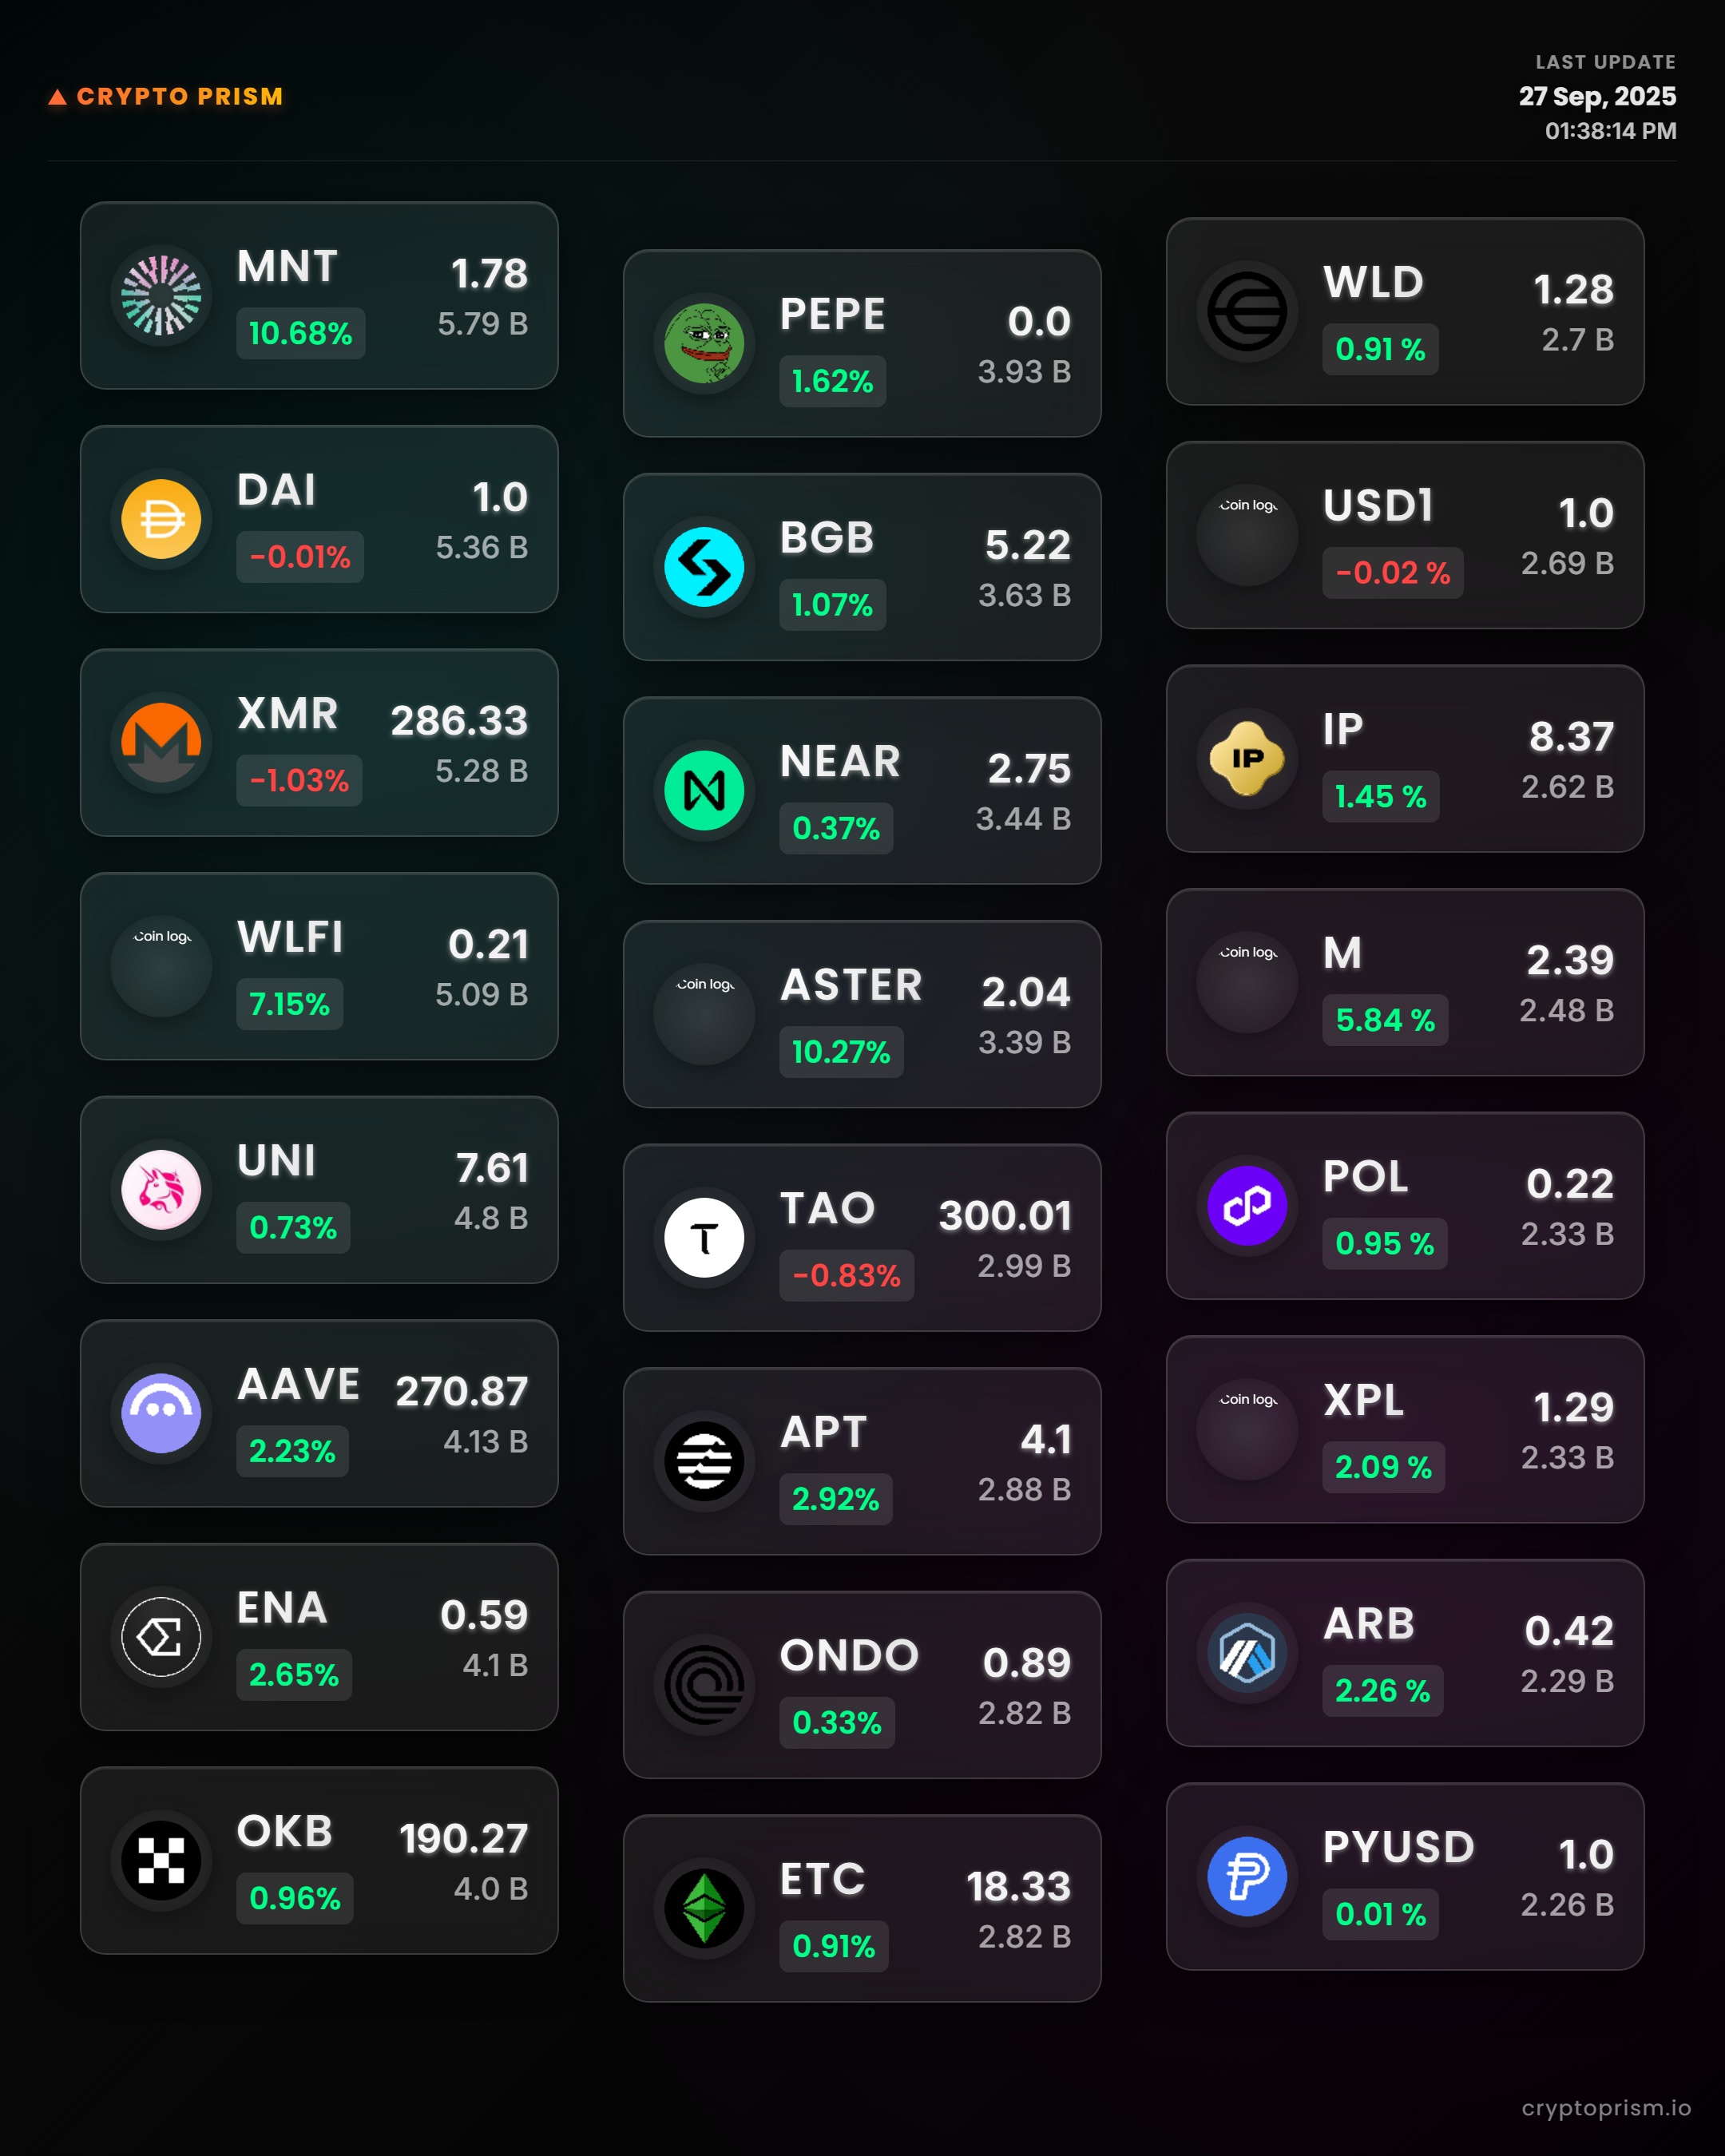 CRYPTO PRISM
LAST UPDATE
27 Sep, 2025
01:38:14 PM
MNT
1.78
10.68%
5.79 B
DAI
1.0
-0.01%
5.36 B
XMR
286.33
-1.03%
5.28 B
Coin log
WLFI
0.21
7.15%
5.09 B
UNI
7.61
0.73%
4.8 B
AAVE
270.87
2.23%
4.13 B
ENA
0.59
2.65%
4.1 B
OKB
190.27
0.96%
4.0 B
PEPE
0.0
1.62%
3.93 B
BGB
5.22
1.07%
3.63 B
NEAR
2.75
0.37%
3.44 B
Coin log
ASTER
2.04
10.27%
3.39 B
TAO
300.01
-0.83%
2.99 B
APT
4.1
2.92%
2.88 B
ONDO
0.89
0.33%
2.82 B
ETC
18.33
0.91%
2.82 B
WLD
1.28
0.91 %
2.7 B
Coin log
USD1
1.0
-0.02 %
2.69 B
IP
IP
8.37
1.45 %
2.62 B
Coin log
M
2.39
5.84 %
2.48 B
POL
0.22
0.95 %
2.33 B
Coin log
XPL
1.29
2.09 %
2.33 B
ARB
0.42
2.26 %
2.29 B
PYUSD
1.0
0.01 %
2.26 B
cryptoprism.io